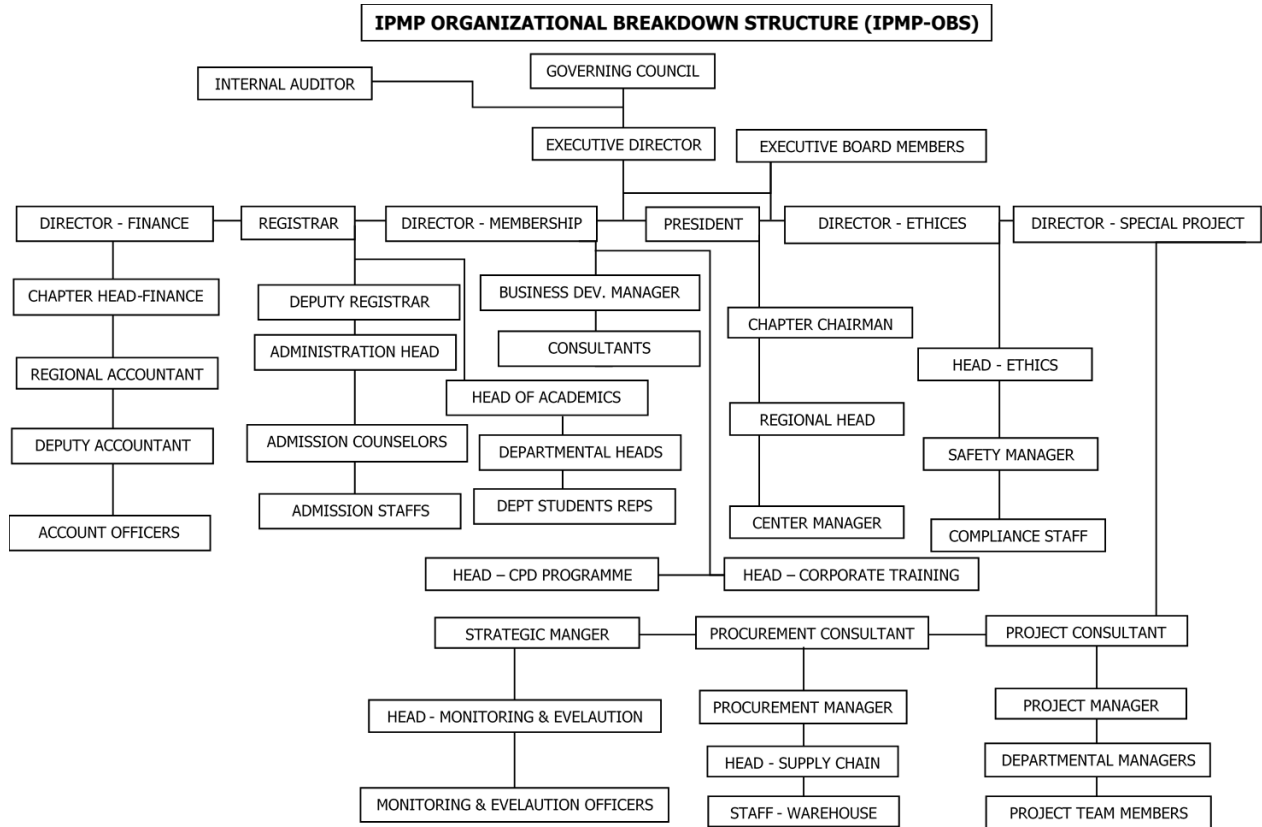 IPMP ORGANIZATIONAL BREAKDOWN STRUCTURE (IPMP-OBS)
GOVERNING COUNCIL
INTERNAL AUDITOR
EXECUTIVE DIRECTOR
EXECUTIVE BOARD MEMBERS
DIRECTOR - FINANCE
REGISTRAR
DIRECTOR - MEMBERSHIP
PRESIDENT
DIRECTOR - ETHICES
DIRECTOR - SPECIAL PROJECT
CHAPTER HEAD-FINANCE
DEPUTY REGISTRAR
BUSINESS DEV. MANAGER
CHAPTER CHAIRMAN
ADMINISTRATION HEAD
CONSULTANTS
HEAD - ETHICS
REGIONAL ACCOUNTANT
HEAD OF ACADEMICS
REGIONAL HEAD
DEPUTY ACCOUNTANT
ADMISSION COUNSELORS
DEPARTMENTAL HEADS
SAFETY MANAGER
ADMISSION STAFFS
DEPT STUDENTS REPS
CENTER MANAGER
ACCOUNT OFFICERS
COMPLIANCE STAFF
HEAD – CPD PROGRAMME
HEAD – CORPORATE TRAINING
STRATEGIC MANGER
PROCUREMENT CONSULTANT
PROJECT CONSULTANT
HEAD - MONITORING & EVELAUTION
PROCUREMENT MANAGER
PROJECT MANAGER
HEAD - SUPPLY CHAIN
DEPARTMENTAL MANAGERS
MONITORING & EVELAUTION OFFICERS
STAFF - WAREHOUSE
PROJECT TEAM MEMBERS